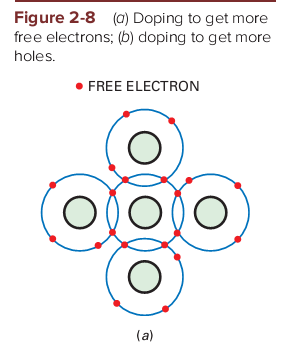 Figure 2-8 (a) Doping to get more
free electrons; (b) doping to get more
holes.
FREE ELECTRON
(a)